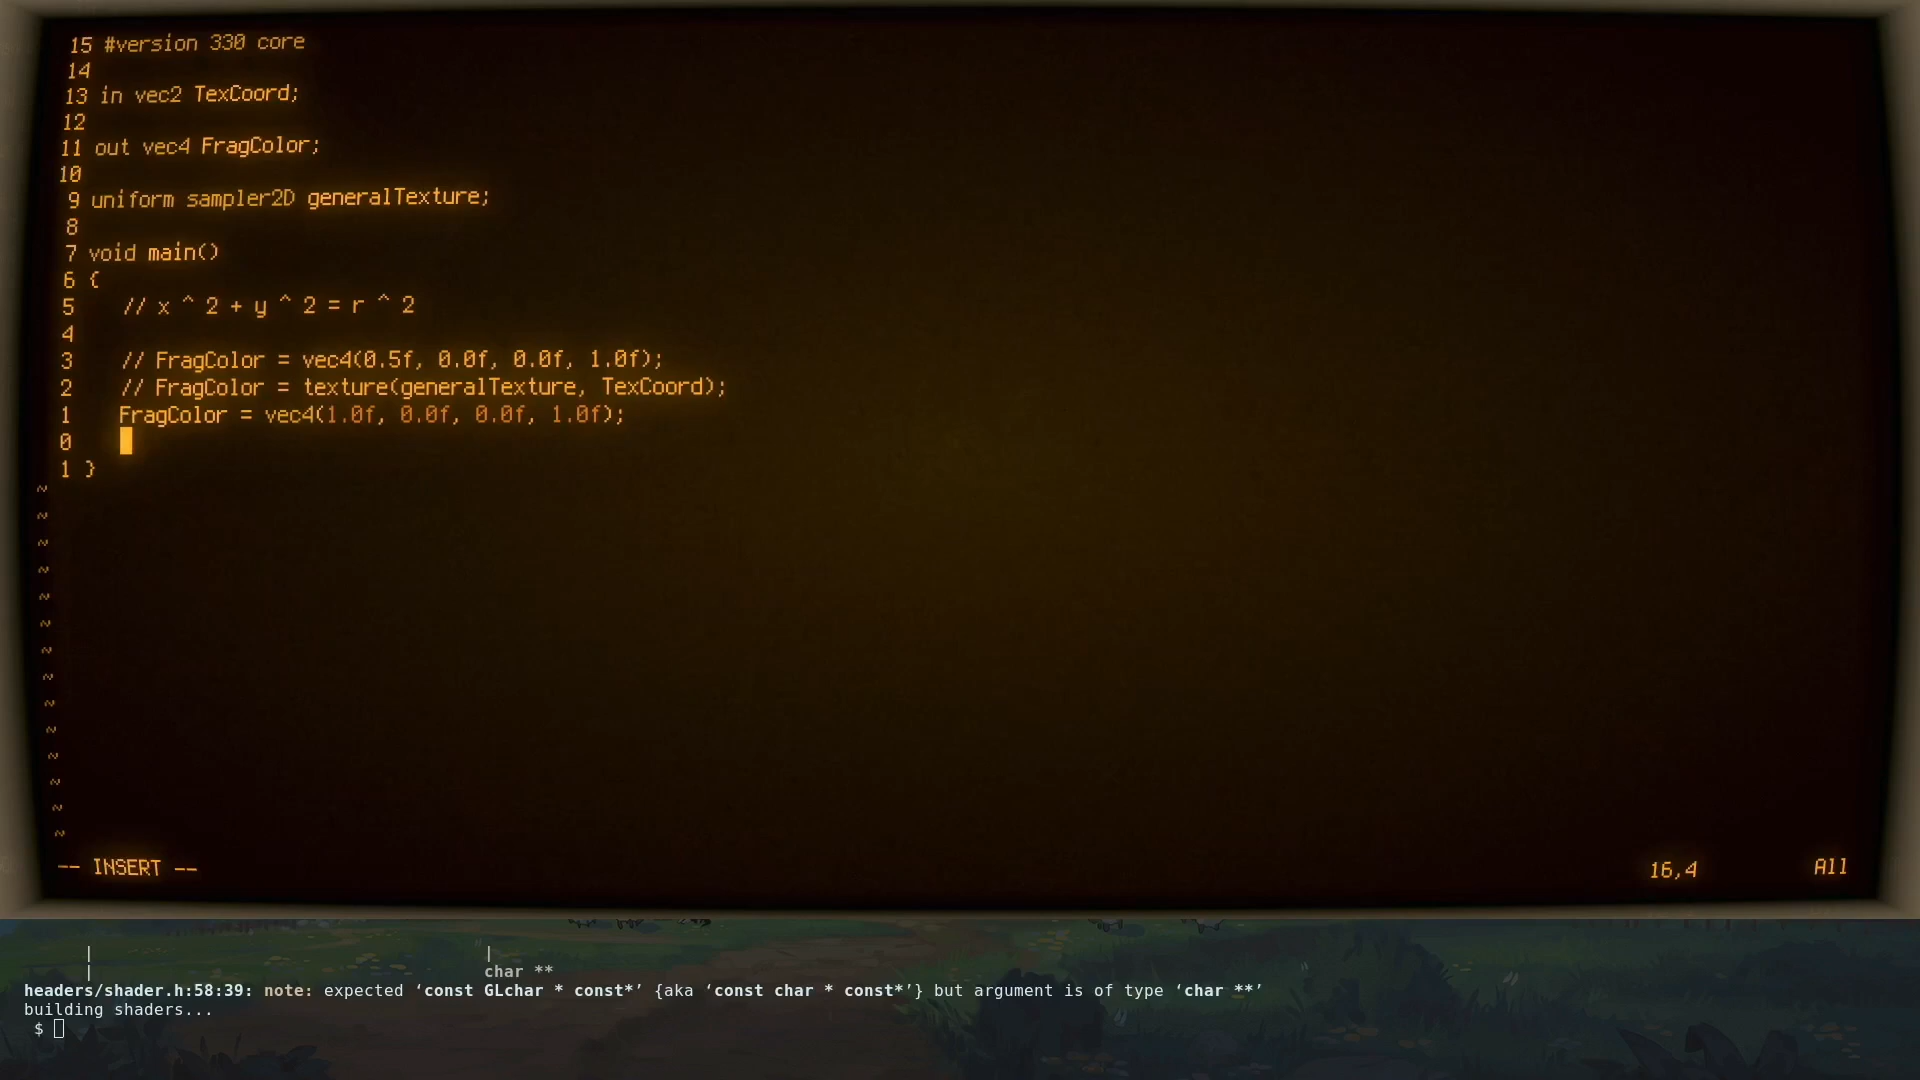 15 #version 330 core
14
13 in vec2 TexCoord;
12
11 out vec4 FragColor;
10
9 uniform sampler2D generalTexture;
8
7 void main()
6 {
5 // x ^ 2 + y ^ 2 = r ^ 2
4
3 // FragColor = vec4(0.5f, 0.0f, 0.0f, 1.0f);
2 // FragColor = texture(generalTexture, TexCoord);
1 FragColor = vec4(1.0f, 0.0f, 0.0f, 1.0f);
0
1 }
~
~
~
~
~
~
~
~
~
~
~
~
~
~
-- INSERT -- 16,4 All
| |
| char **
headers/shader.h:58:39: note: expected ‘const GLchar * const*’ {aka ‘const char * const*’} but argument is of type ‘char **’
building shaders...
$